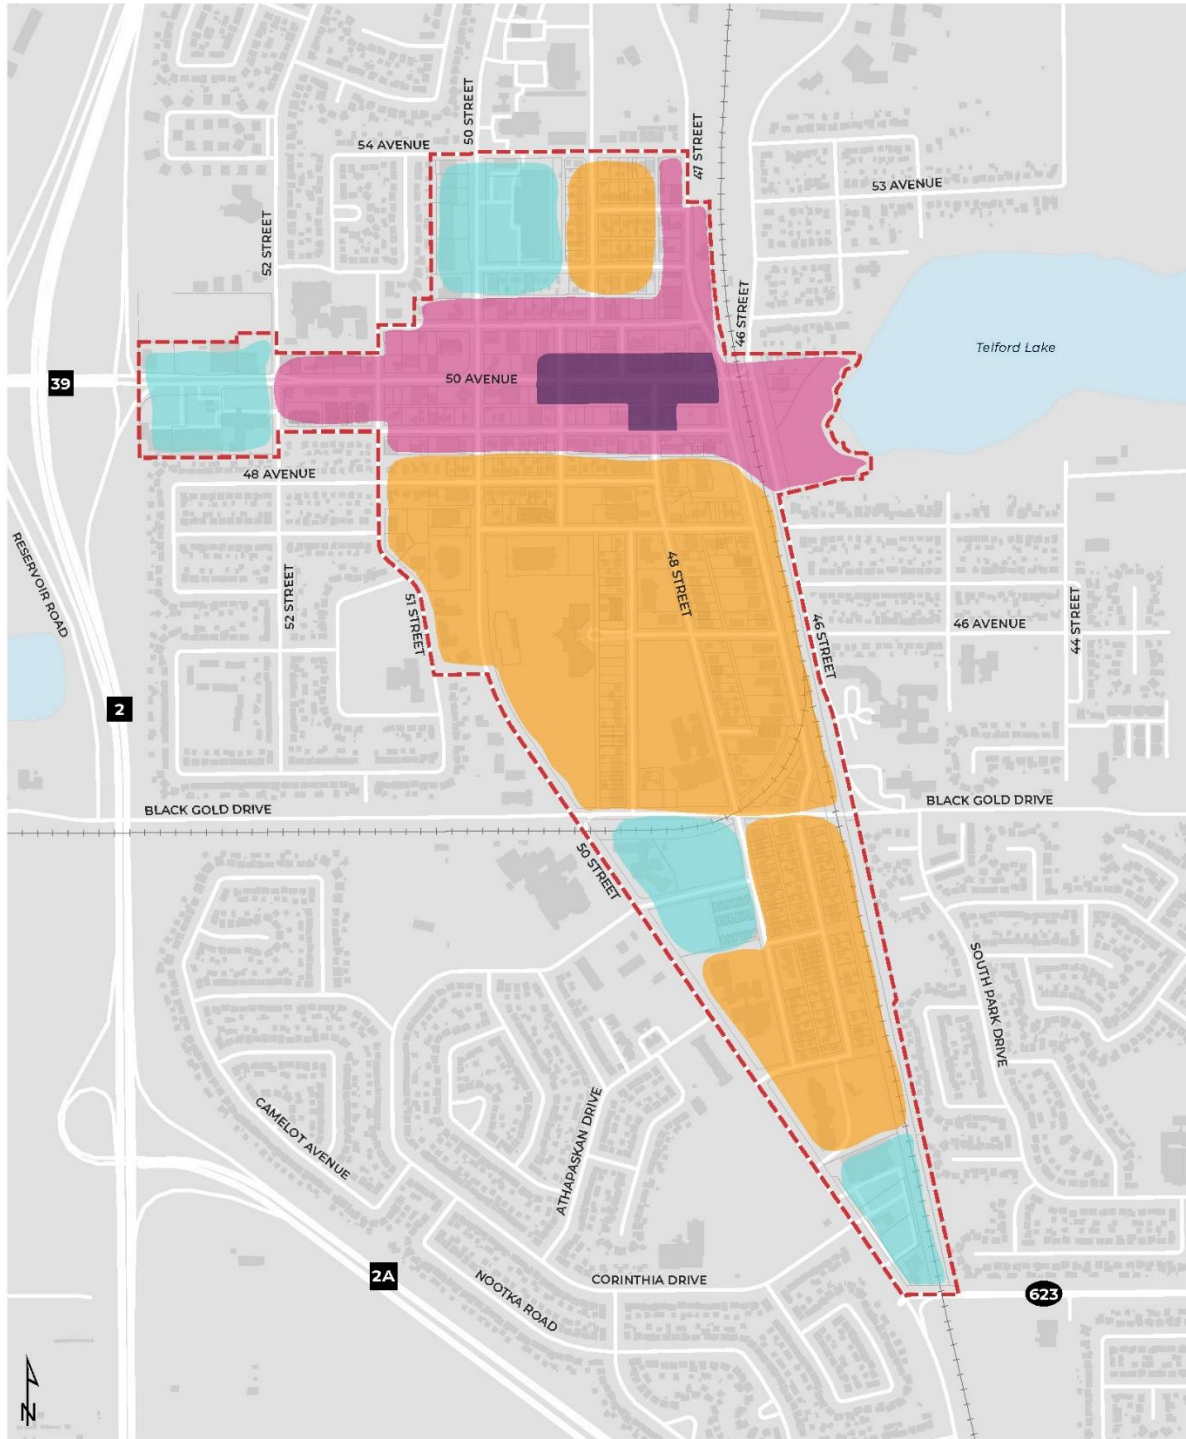 50 STREET
54 AVENUE
47 STREET
53 AVENUE
52 STREET
46 STREET
Telford Lake
39
50 AVENUE
48 AVENUE
RESERVOIR ROAD
52 STREET
51 STREET
48 STREET
46 STREET
46 AVENUE
44 STREET
2
BLACK GOLD DRIVE
BLACK GOLD DRIVE
50 STREET
SOUTH PARK DRIVE
CAMELOT AVENUE
ATHAPASKAN DRIVE
2A
NOOTKA ROAD
CORINTHIA DRIVE
623
N